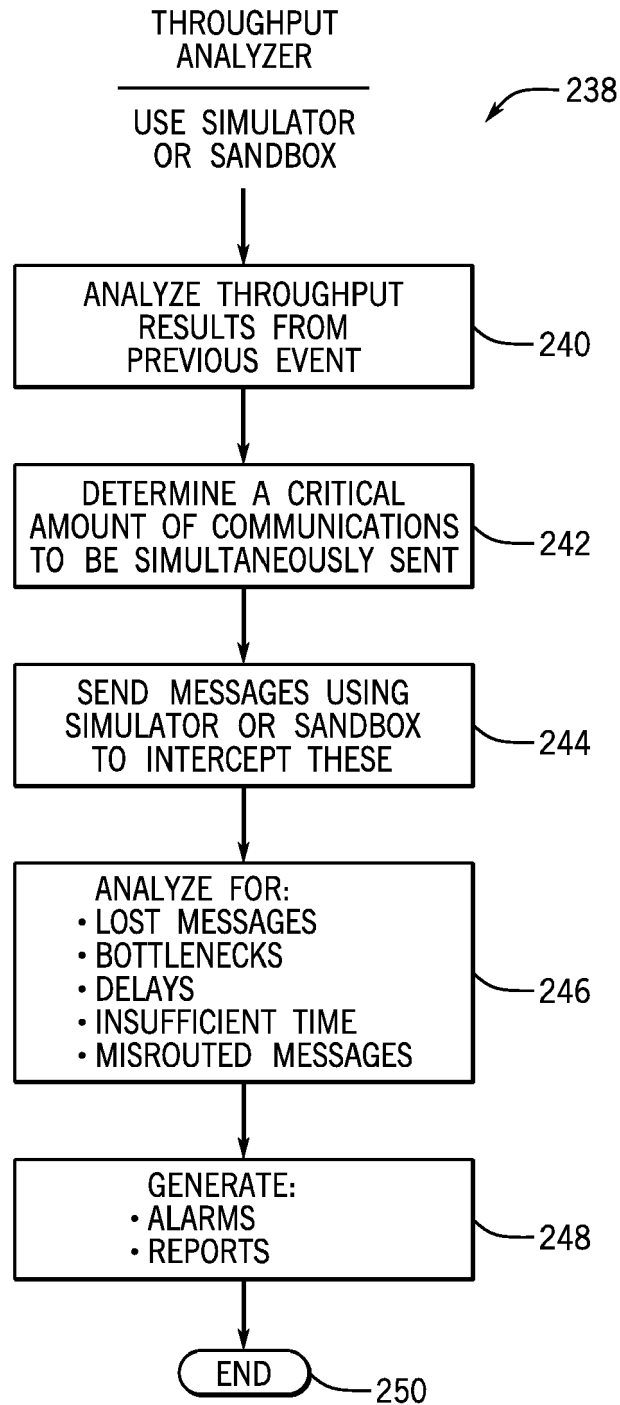 THROUGHPUT
ANALYZER
USE SIMULATOR
OR SANDBOX
238
ANALYZE THROUGHPUT
RESULTS FROM
PREVIOUS EVENT
240
DETERMINE A CRITICAL
AMOUNT OF COMMUNICATIONS
TO BE SIMULTANEOUSLY SENT
242
SEND MESSAGES USING
SIMULATOR OR SANDBOX
TO INTERCEPT THESE
244
ANALYZE FOR:
• LOST MESSAGES
• BOTTLENECKS
• DELAYS
• INSUFFICIENT TIME
• MISROUTED MESSAGES
246
GENERATE:
• ALARMS
• REPORTS
248
END
250